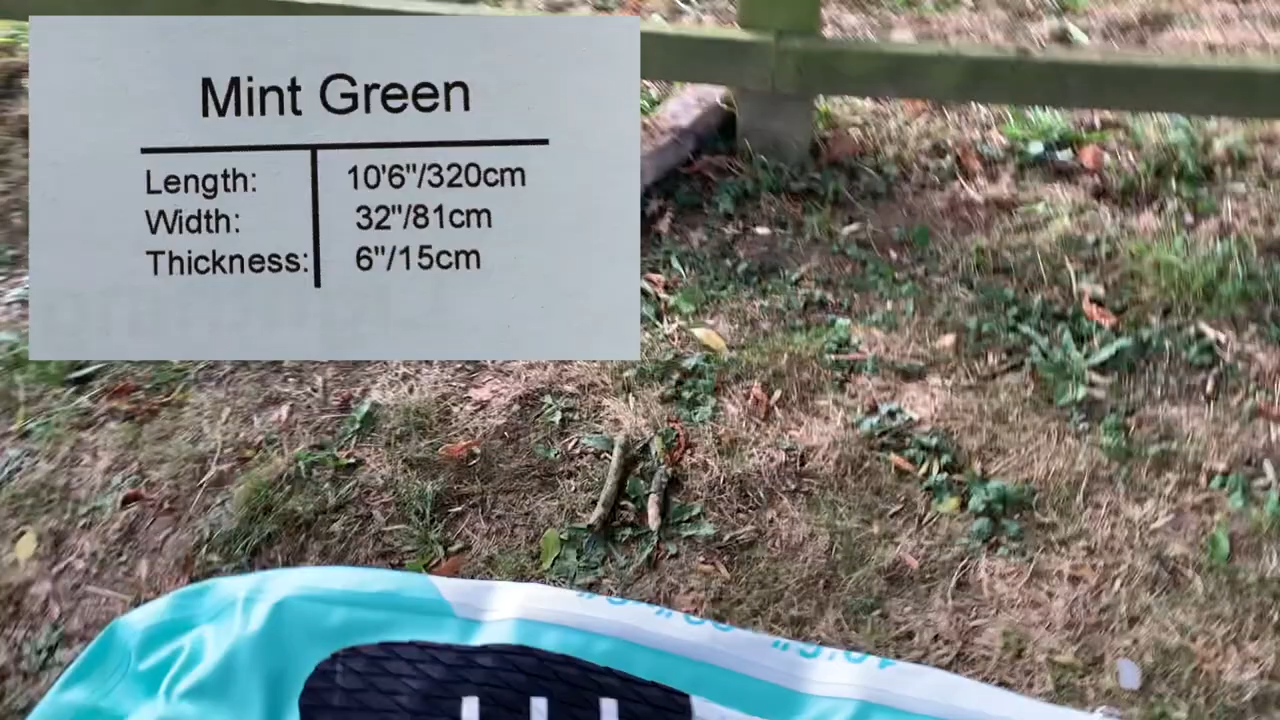 Mint Green
Length: 10'6"/320cm
Width: 32"/81cm
Thickness: 6"/15cm